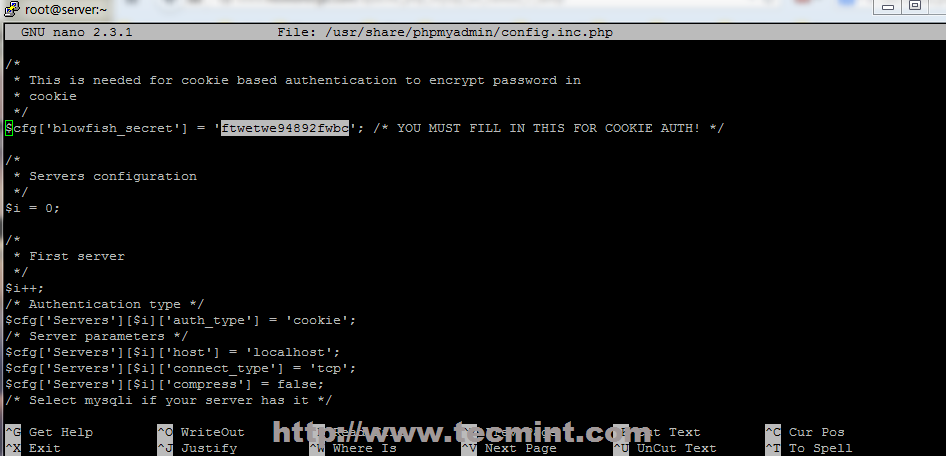 root@server:~
GNU nano 2.3.1 File: /usr/share/phpmyadmin/config.inc.php
/*
* This is needed for cookie based authentication to encrypt password in
* cookie
*/
$cfg['blowfish_secret'] = 'ftwetwe94892fwbc'; /* YOU MUST FILL IN THIS FOR COOKIE AUTH! */
/*
* Servers configuration
*/
$i = 0;
/*
* First server
*/
$i++;
/* Authentication type */
$cfg['Servers'][$i]['auth_type'] = 'cookie';
/* Server parameters */
$cfg['Servers'][$i]['host'] = 'localhost';
$cfg['Servers'][$i]['connect_type'] = 'tcp';
$cfg['Servers'][$i]['compress'] = false;
/* Select mysqli if your server has it */
^G Get Help ^O WriteOut Text ^C Cur Pos
http://www.tecmint.com
^X Exit ^J Justify ^W Where Is ^V Next Page ^U UnCut Text ^T To Spell